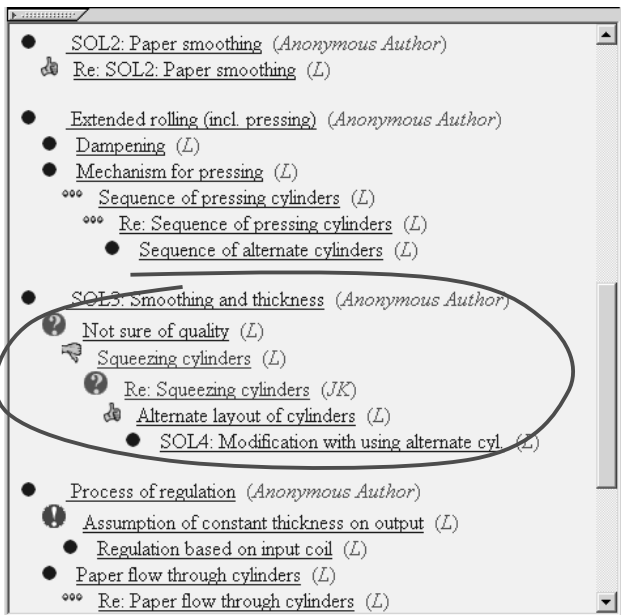 SOL2: Paper smoothing (Anonymous Author)
Re: SOL2: Paper smoothing (L)
Extended rolling (incl. pressing) (Anonymous Author)
Dampening (L)
Mechanism for pressing (L)
Sequence of pressing cylinders (L)
Re: Sequence of pressing cylinders (L)
Sequence of alternate cylinders (L)
SOL3: Smoothing and thickness (Anonymous Author)
Not sure of quality (L)
Squeezing cylinders (L)
Re: Squeezing cylinders (JK)
Alternate layout of cylinders (L)
SOL4: Modification with using alternate cyl. (L)
Process of regulation (Anonymous Author)
Assumption of constant thickness on output (L)
Regulation based on input coil (L)
Paper flow through cylinders (L)
Re: Paper flow through cylinders (L)